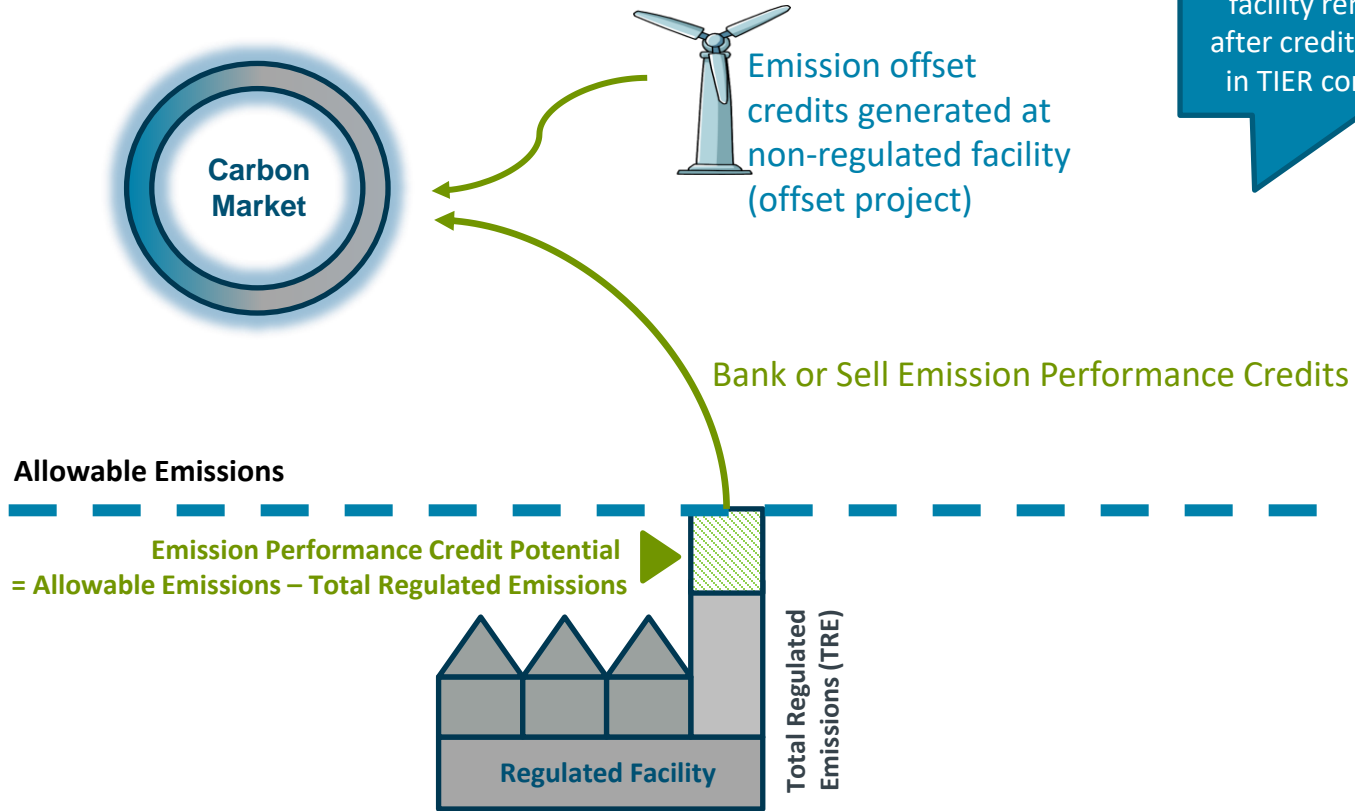 facility
after credit
in TIER
Emission offset
credits generated at
non-regulated facility
(offset project)
Carbon
Market
Bank or Sell Emission Performance Credits
Allowable Emissions
Emission Performance Credit Potential
= Allowable Emissions – Total Regulated Emissions
Total Regulated
Emissions (TRE)
Regulated Facility